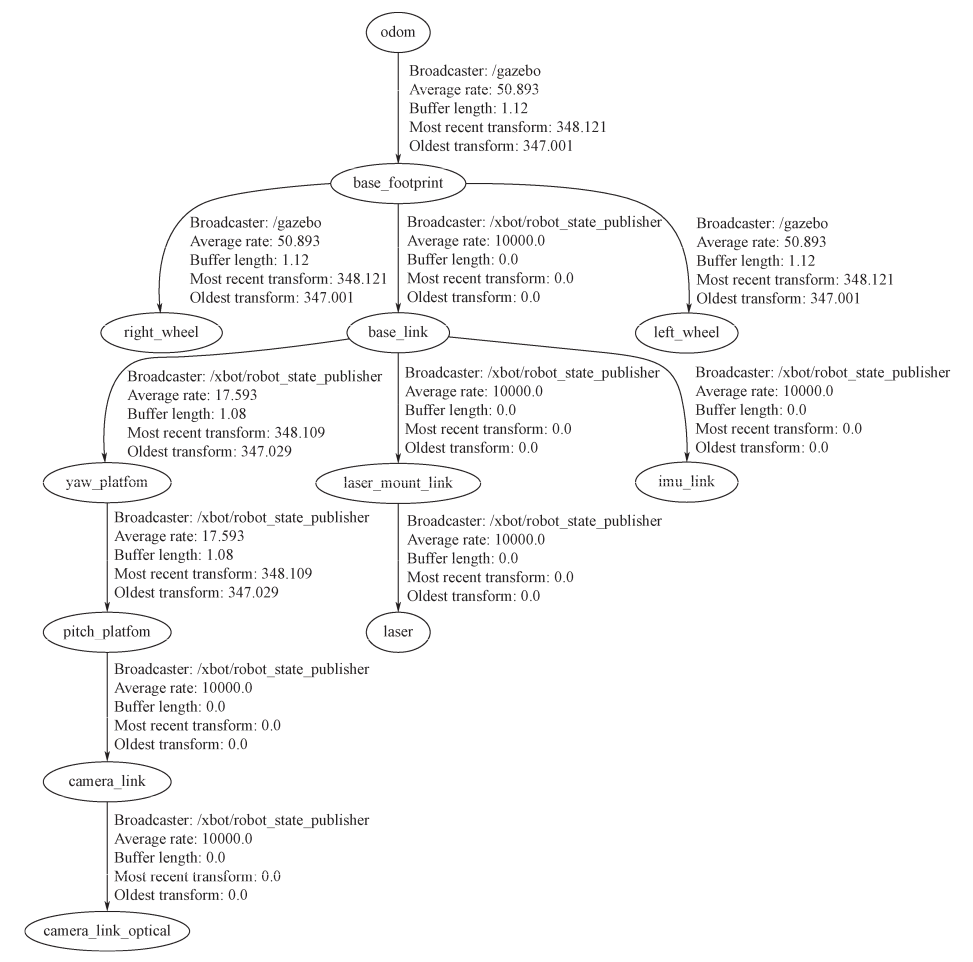 odom
Broadcaster: /gazebo
Average rate: 50.893
Buffer length: 1.12
Most recent transform: 348.121
Oldest transform: 347.001
base_footprint
Broadcaster: /gazebo
Average rate: 50.893
Buffer length: 1.12
Most recent transform: 348.121
Oldest transform: 347.001
Broadcaster: /xbot/robot_state_publisher
Average rate: 10000.0
Buffer length: 0.0
Most recent transform: 0.0
Oldest transform: 0.0
Broadcaster: /gazebo
Average rate: 50.893
Buffer length: 1.12
Most recent transform: 348.121
Oldest transform: 347.001
right_wheel
base_link
left_wheel
Broadcaster: /xbot/robot_state_publisher
Average rate: 17.593
Buffer length: 1.08
Most recent transform: 348.109
Oldest transform: 347.029
Broadcaster: /xbot/robot_state_publisher
Average rate: 10000.0
Buffer length: 0.0
Most recent transform: 0.0
Oldest transform: 0.0
Broadcaster: /xbot/robot_state_publisher
Average rate: 10000.0
Buffer length: 0.0
Most recent transform: 0.0
Oldest transform: 0.0
yaw_platfom
laser_mount_link
imu_link
Broadcaster: /xbot/robot_state_publisher
Average rate: 17.593
Buffer length: 1.08
Most recent transform: 348.109
Oldest transform: 347.029
Broadcaster: /xbot/robot_state_publisher
Average rate: 10000.0
Buffer length: 0.0
Most recent transform: 0.0
Oldest transform: 0.0
pitch_platfom
laser
Broadcaster: /xbot/robot_state_publisher
Average rate: 10000.0
Buffer length: 0.0
Most recent transform: 0.0
Oldest transform: 0.0
camera_link
Broadcaster: /xbot/robot_state_publisher
Average rate: 10000.0
Buffer length: 0.0
Most recent transform: 0.0
Oldest transform: 0.0
camera_link_optical